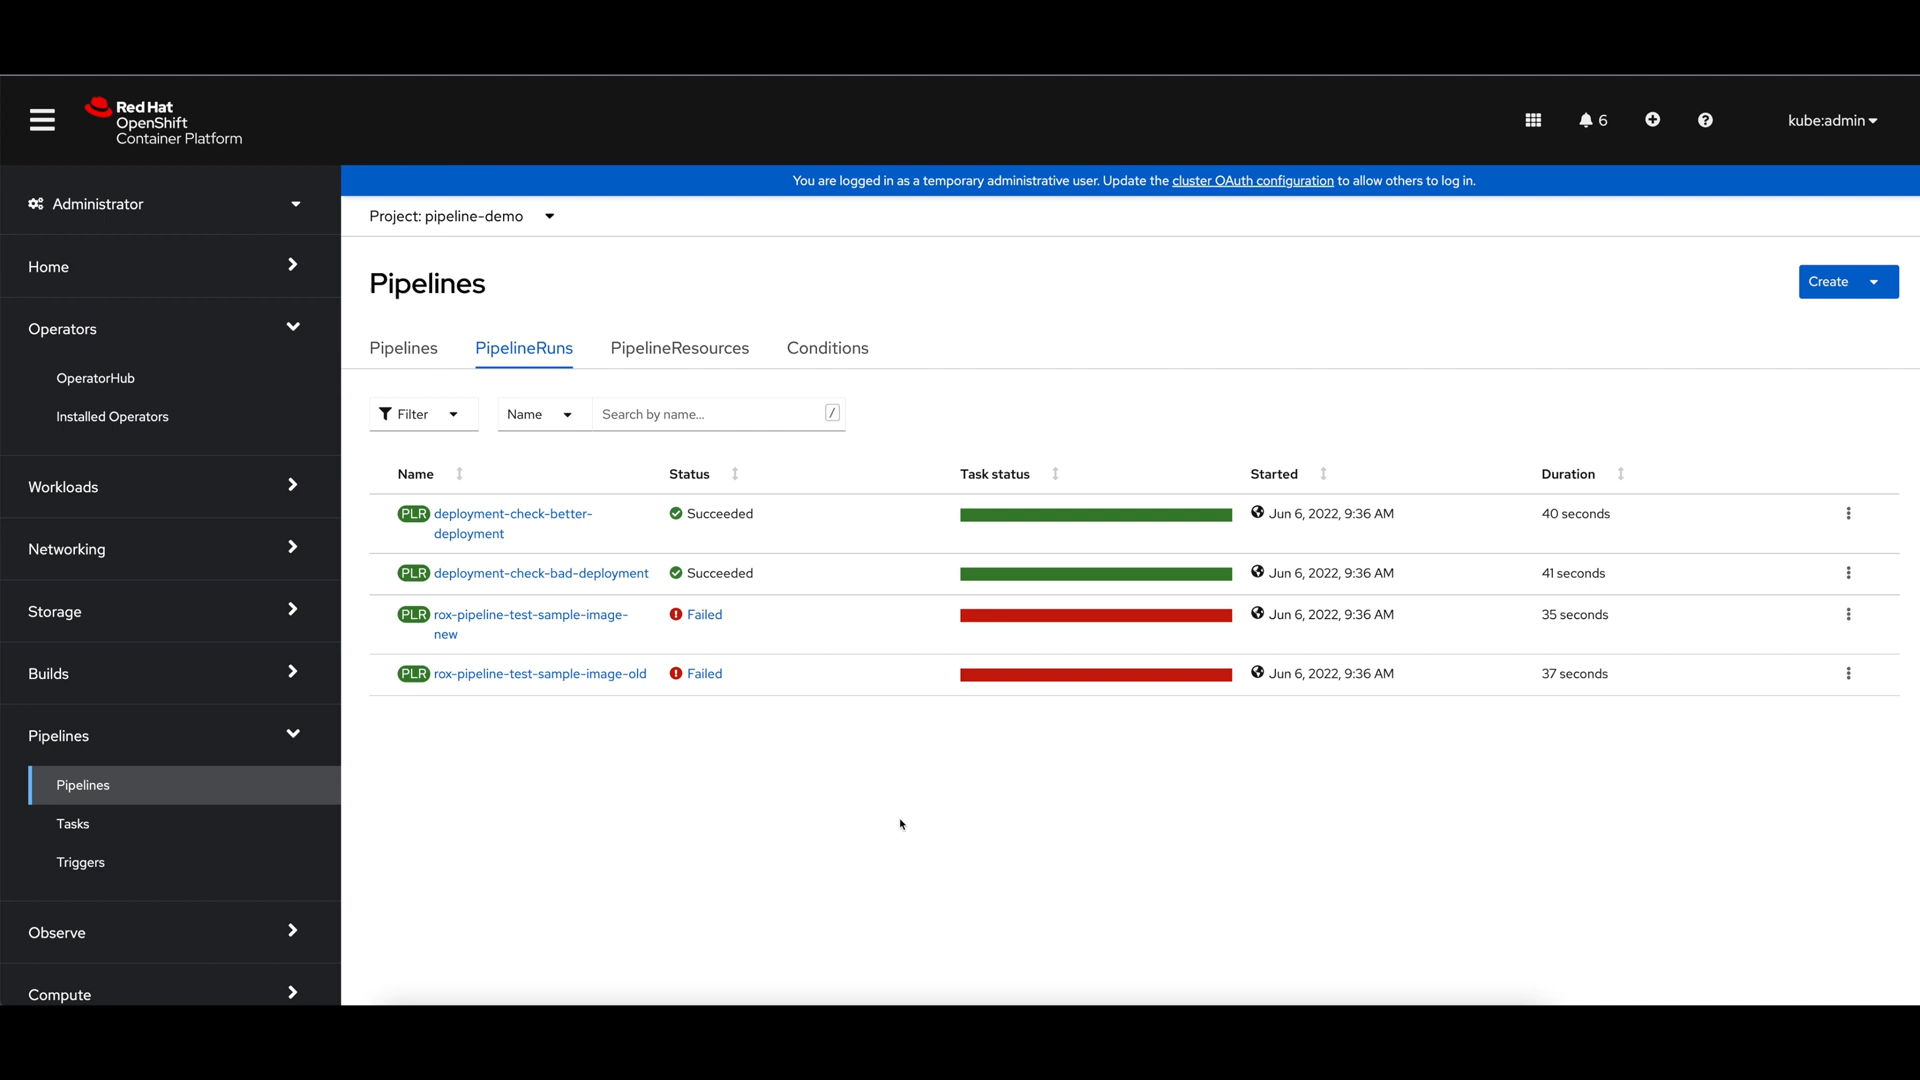 Red Hat
OpenShift
Container Platform
6
kube:admin
You are logged in as a temporary administrative user. Update the cluster OAuth configuration to allow others to log in.
Administrator
Home
Operators
OperatorHub
Installed Operators
Workloads
Networking
Storage
Builds
Pipelines
Pipelines
Tasks
Triggers
Observe
Compute
Project: pipeline-demo
Pipelines
Create
Pipelines PipelineRuns PipelineResources Conditions
Filter Name Search by name... /
Name Status Task status Started Duration
PLR deployment-check-better- Succeeded Jun 6, 2022, 9:36 AM 40 seconds
deployment
PLR deployment-check-bad-deployment Succeeded Jun 6, 2022, 9:36 AM 41 seconds
PLR rox-pipeline-test-sample-image- Failed Jun 6, 2022, 9:36 AM 35 seconds
new
PLR rox-pipeline-test-sample-image-old Failed Jun 6, 2022, 9:36 AM 37 seconds